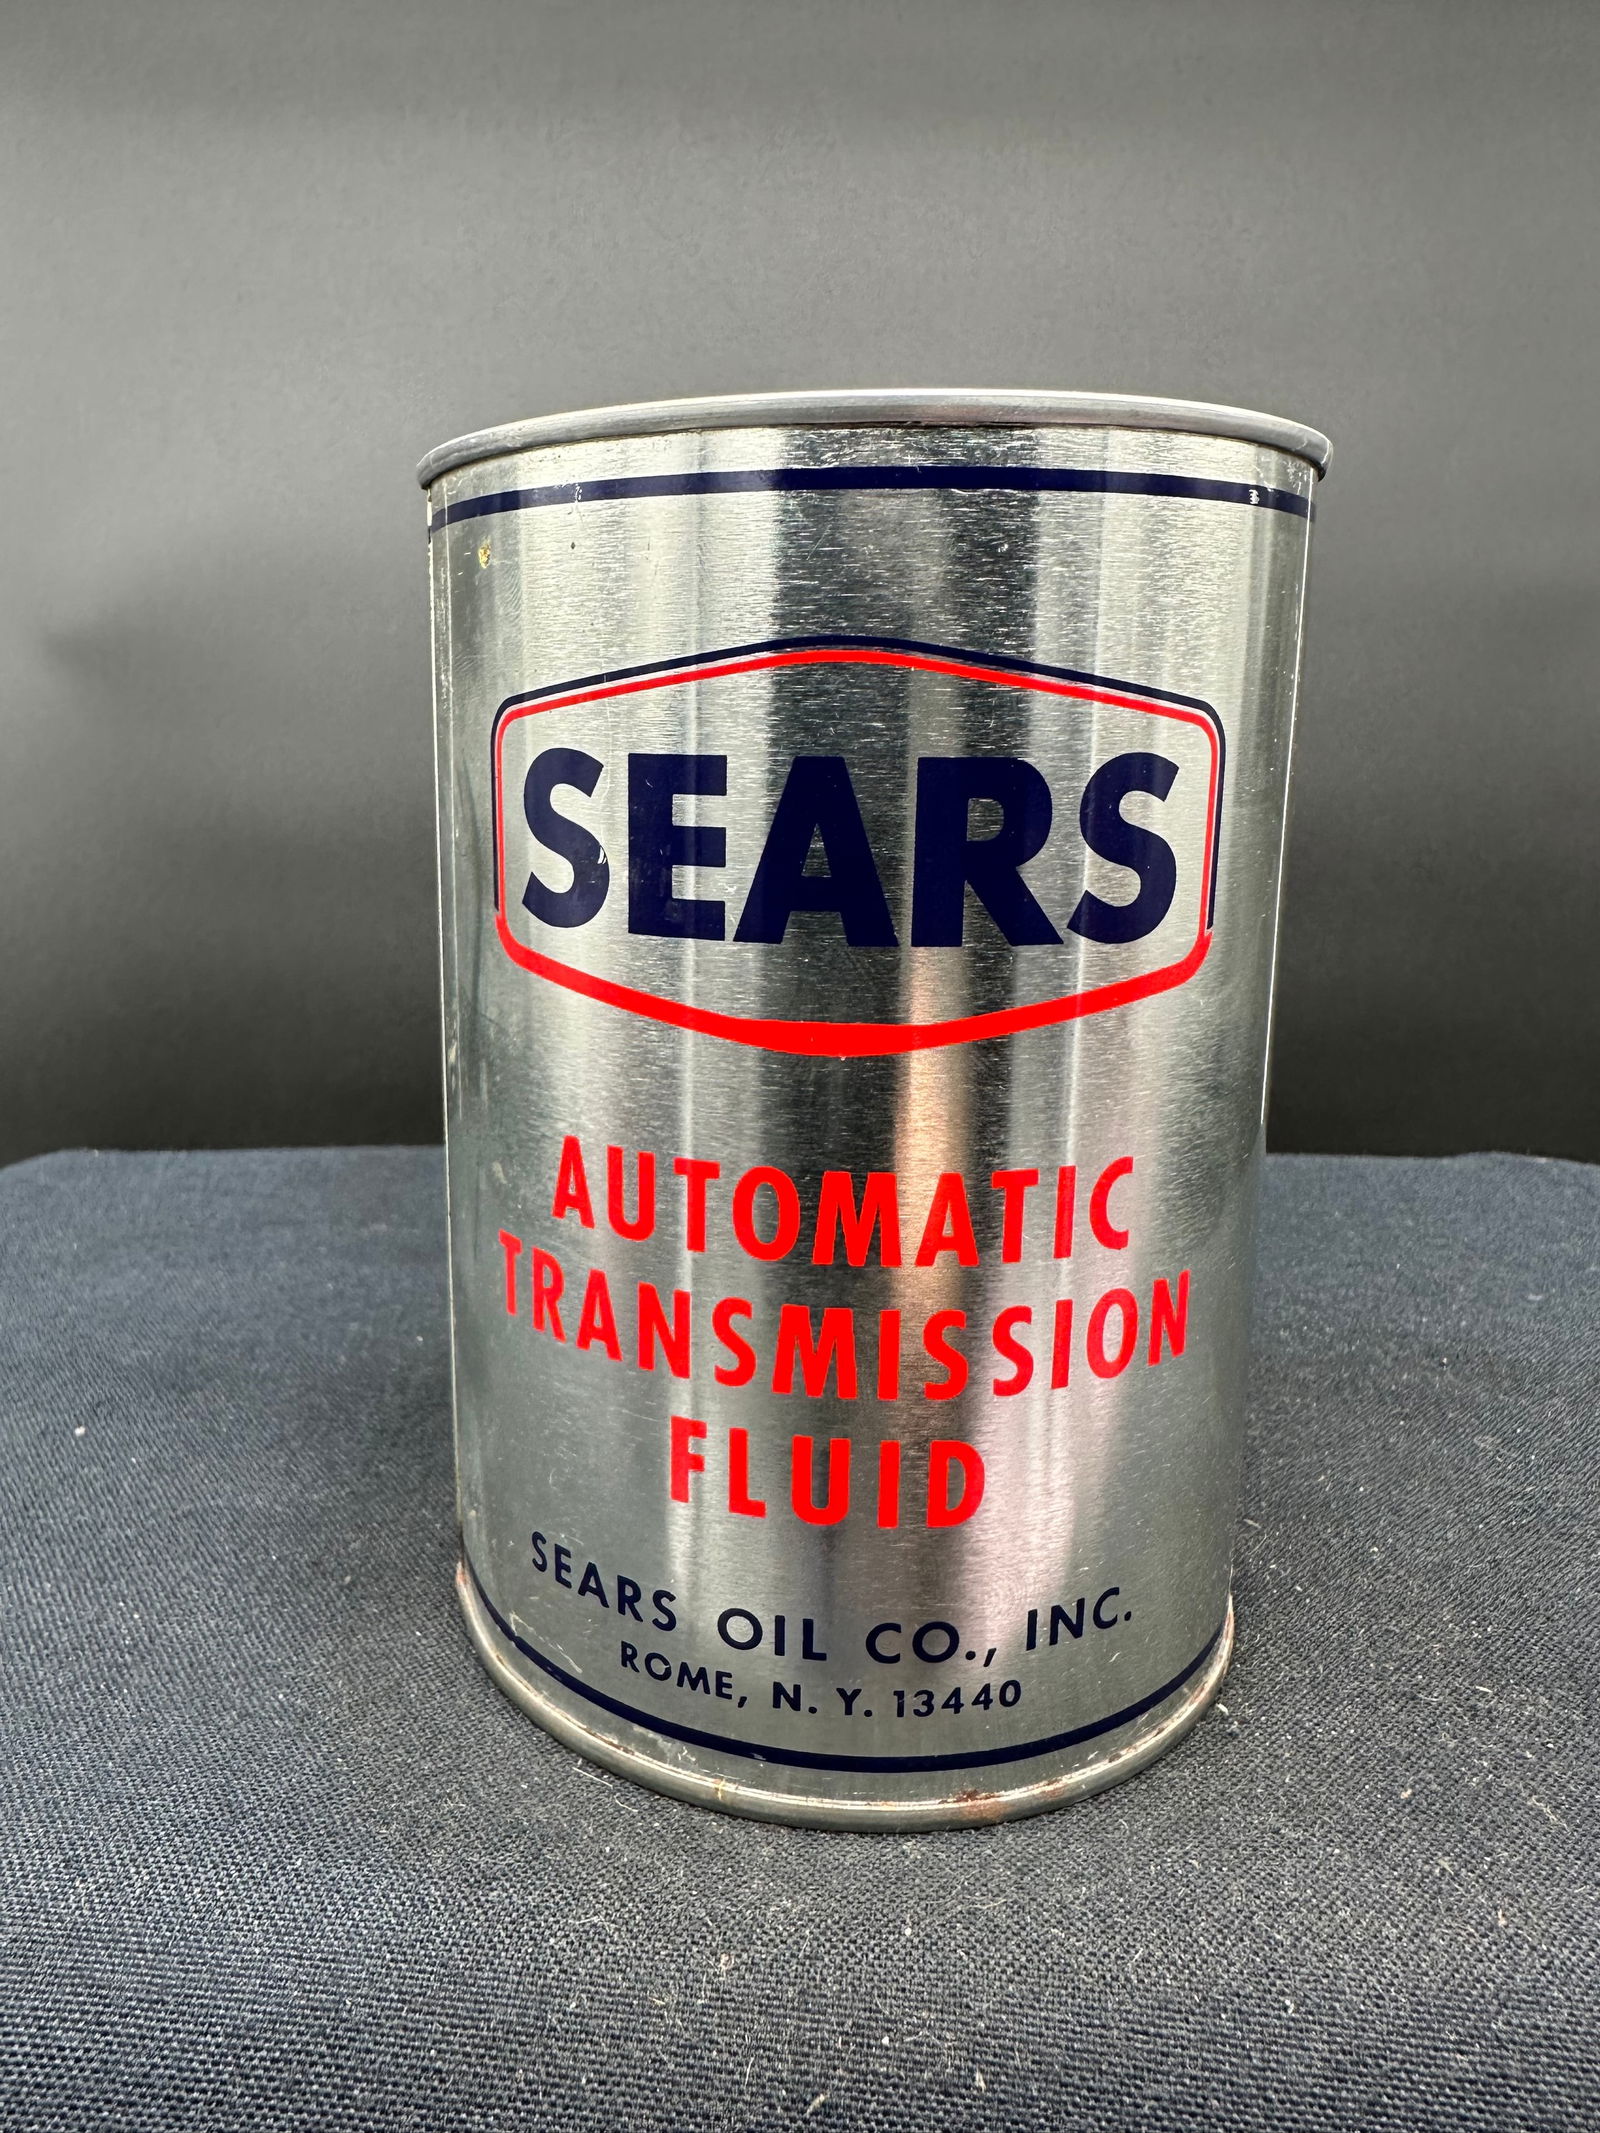 SEARS
AUTOMATIC
TRANSMISSION
FLUID
SEARS OIL CO., INC.
ROME, N. Y. 13440